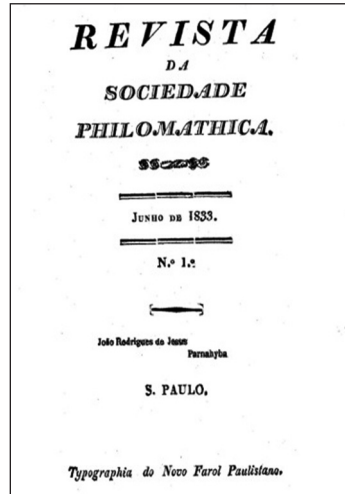 REVISTA
DA
SOCIEDADE
PHILOMATHICA.
JUNHO DE 1833.
N.º 1.º
João Rodrigues de Jesus
Parnahyba
S. PAULO.
Typographia do Novo Farol Paulistano.